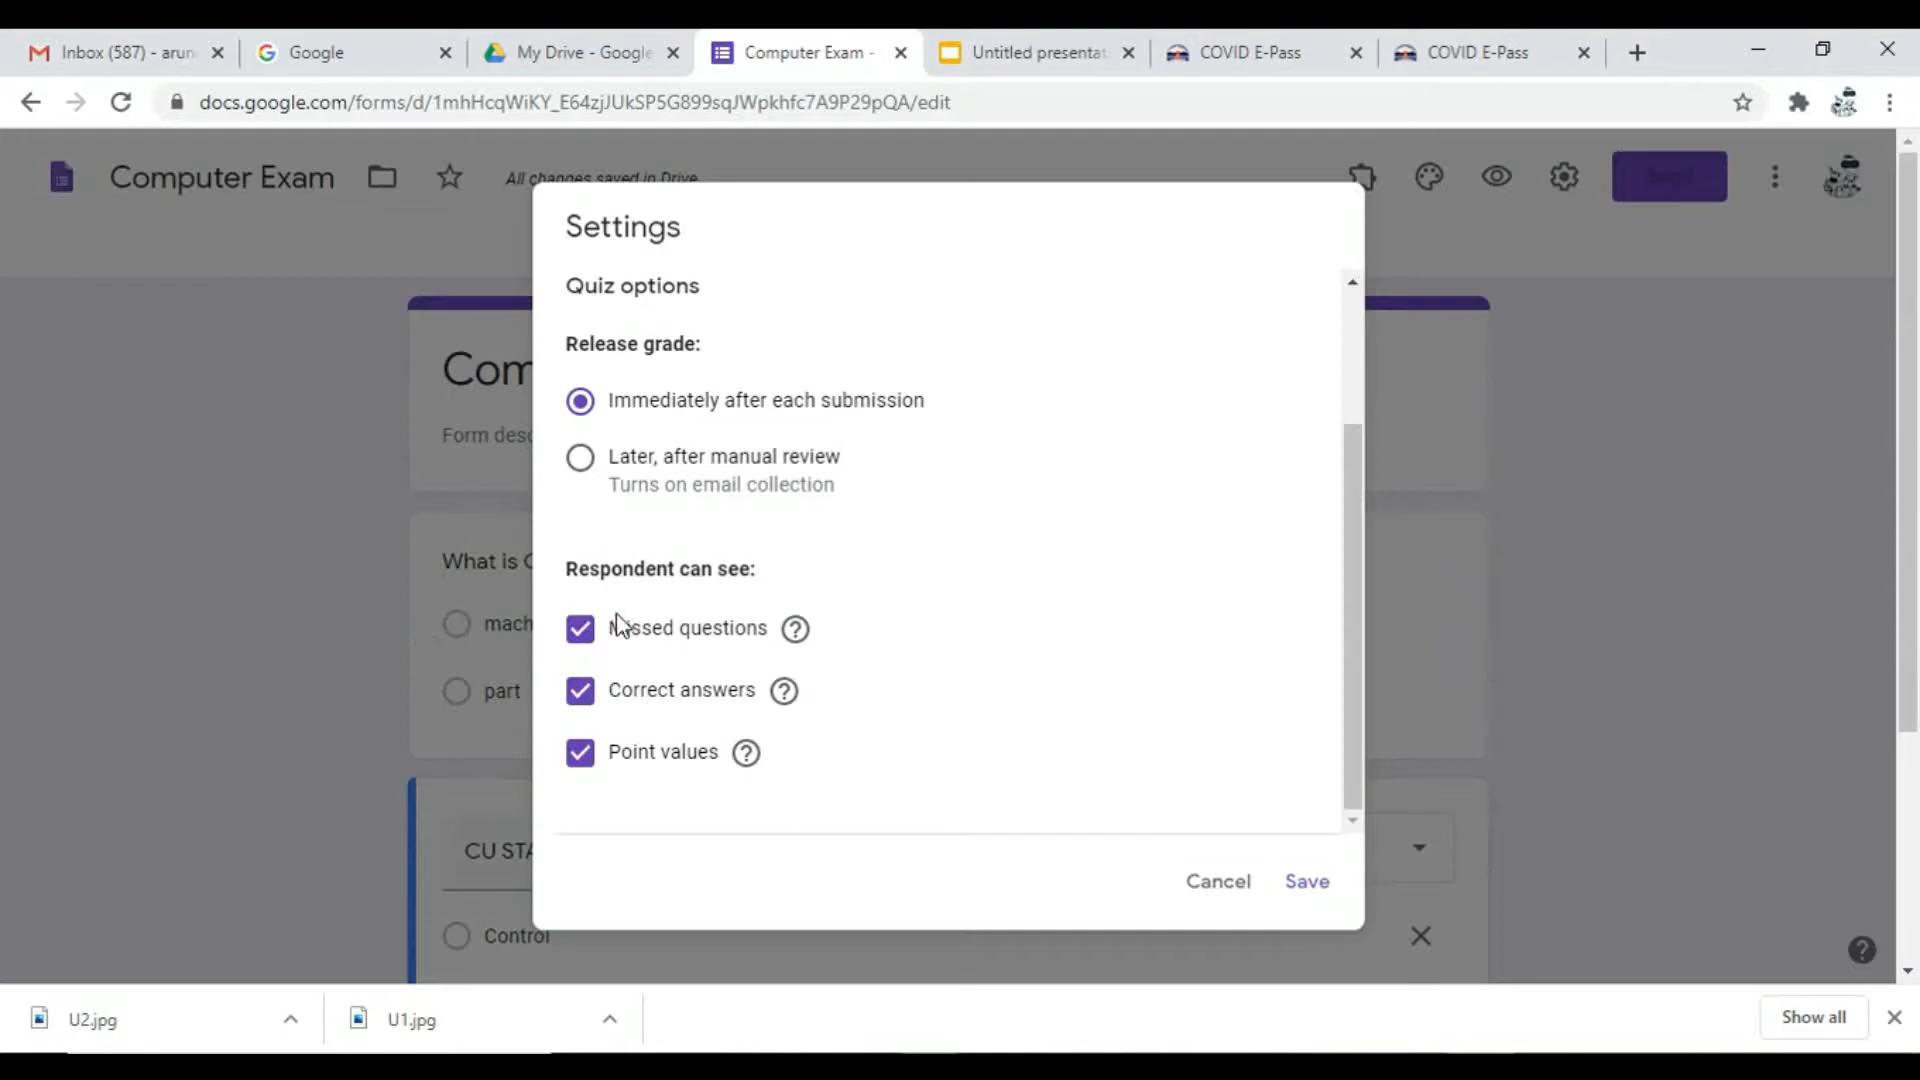 Inbox (587) - arun
Google
My Drive - Google
Computer Exam -
Untitled presentat
COVID E-Pass
COVID E-Pass
docs.google.com/forms/d/1mhHcqWiKY_E64zjJUkSP5G899sqJWpkhfc7A9P29pQA/edit
Computer Exam
All changes saved in Drive
Send
Settings
Quiz options
Release grade:
Com
Immediately after each submission
Form desc
Later, after manual review
Turns on email collection
What is C
Respondent can see:
mach
Missed questions
part
Correct answers
Point values
CU STA
Cancel
Save
Control
U2.jpg
U1.jpg
Show all